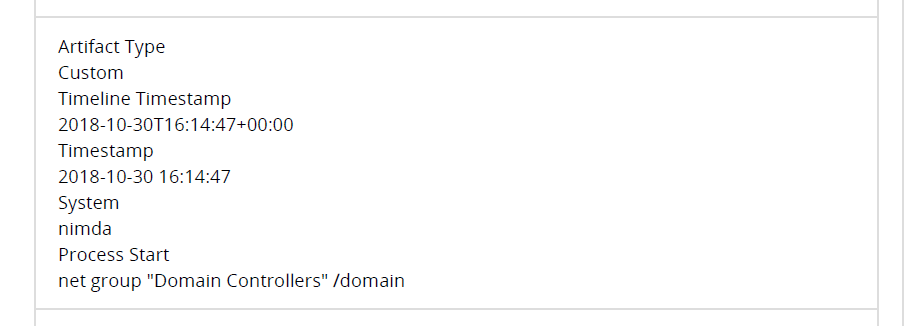 Artifact Type
Custom
Timeline Timestamp
2018-10-30T16:14:47+00:00
Timestamp
2018-10-30 16:14:47
System
nimda
Process Start
net group "Domain Controllers" /domain